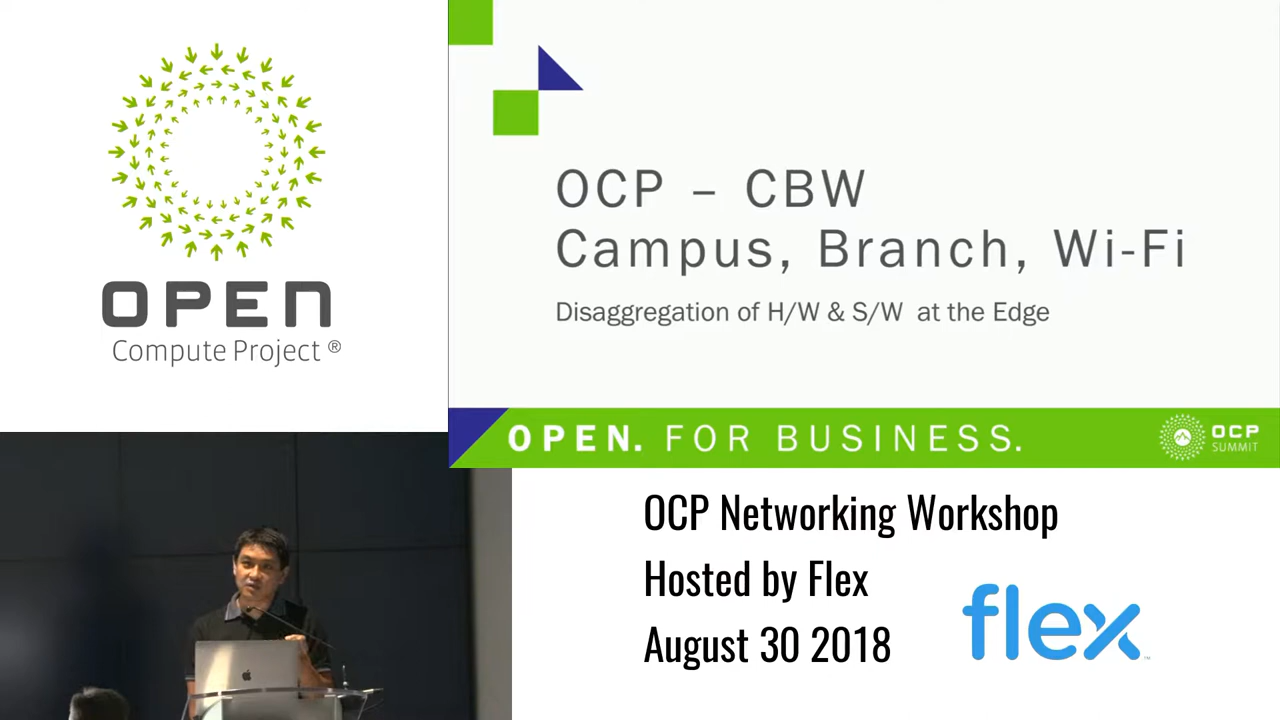 OPEN
Compute Project ®
OCP – CBW
Campus, Branch, Wi-Fi
Disaggregation of H/W & S/W at the Edge
OPEN. FOR BUSINESS.
OCP
SUMMIT
OCP Networking Workshop
Hosted by Flex
August 30 2018
flex
™